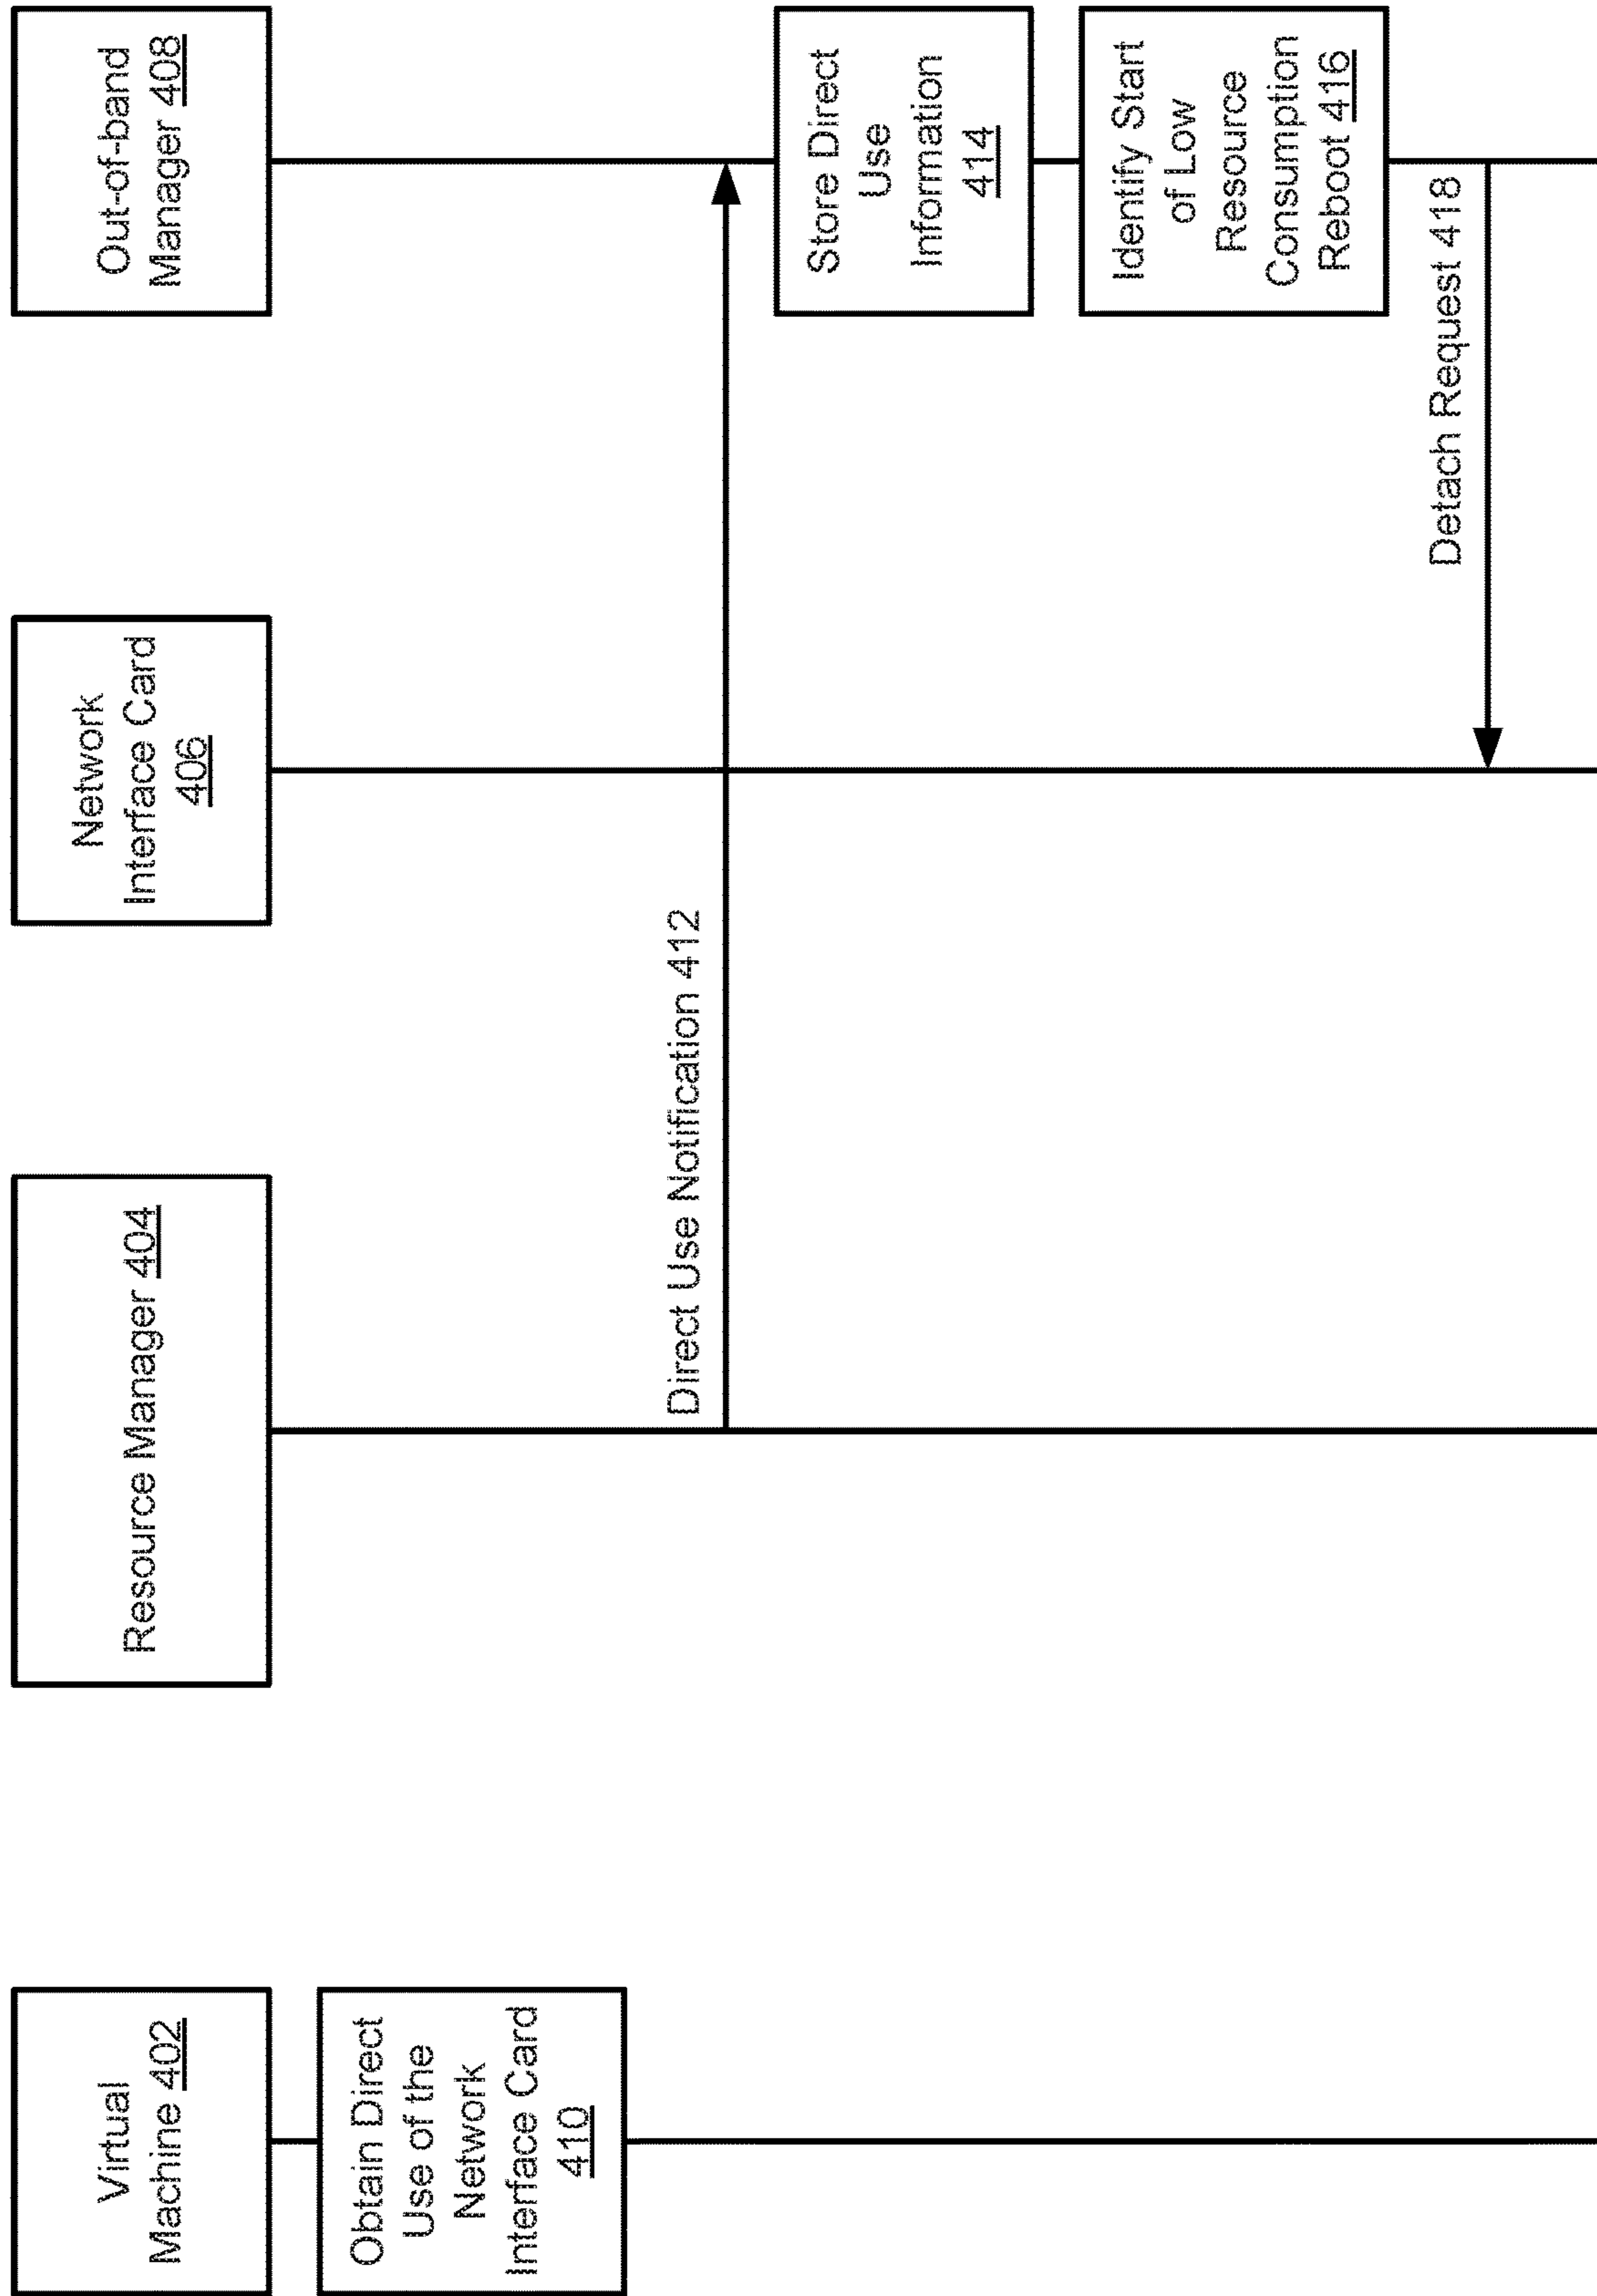 Virtual
Machine 402
Resource Manager 404
Network
Interface Card
406
Out-of-band
Manager 408
Obtain Direct
Use of the
Network
Interface Card
410
Direct Use Notification 412
Store Direct
Use
Information
414
Identify Start
of Low
Resource
Consumption
Reboot 416
Detach Request 418